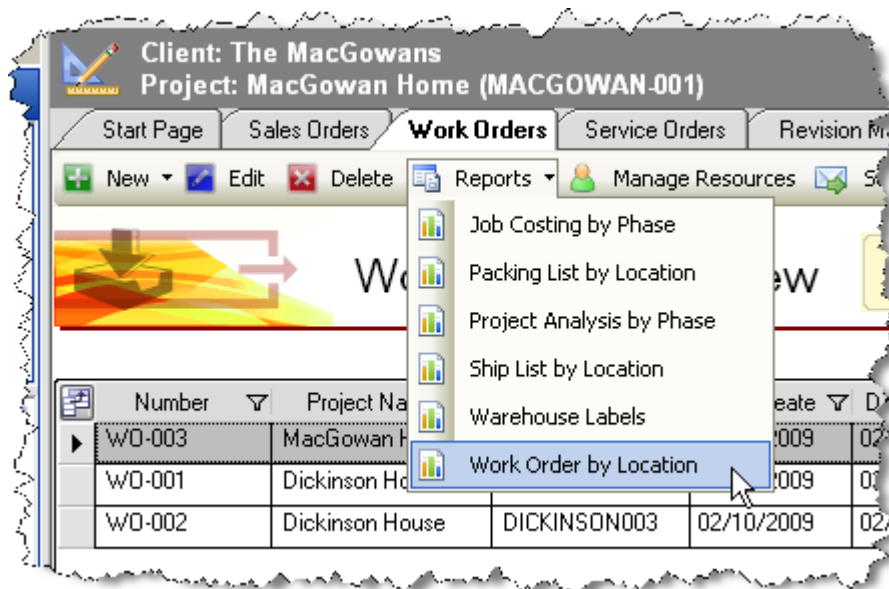 Client: The MacGowans
Project: MacGowan Home (MACGOWAN-001)
Start Page Sales Orders Work Orders Service Orders Revision
New Edit Delete Reports Manage Resources
Job Costing by Phase
Packing List by Location
Project Analysis by Phase
Ship List by Location
Warehouse Labels
Work Order by Location
Number Project Na eate
WO-003 MacGowan 2009
WO-001 Dickinson 2009
WO-002 Dickinson House DICKINSON003 02/10/2009 02/